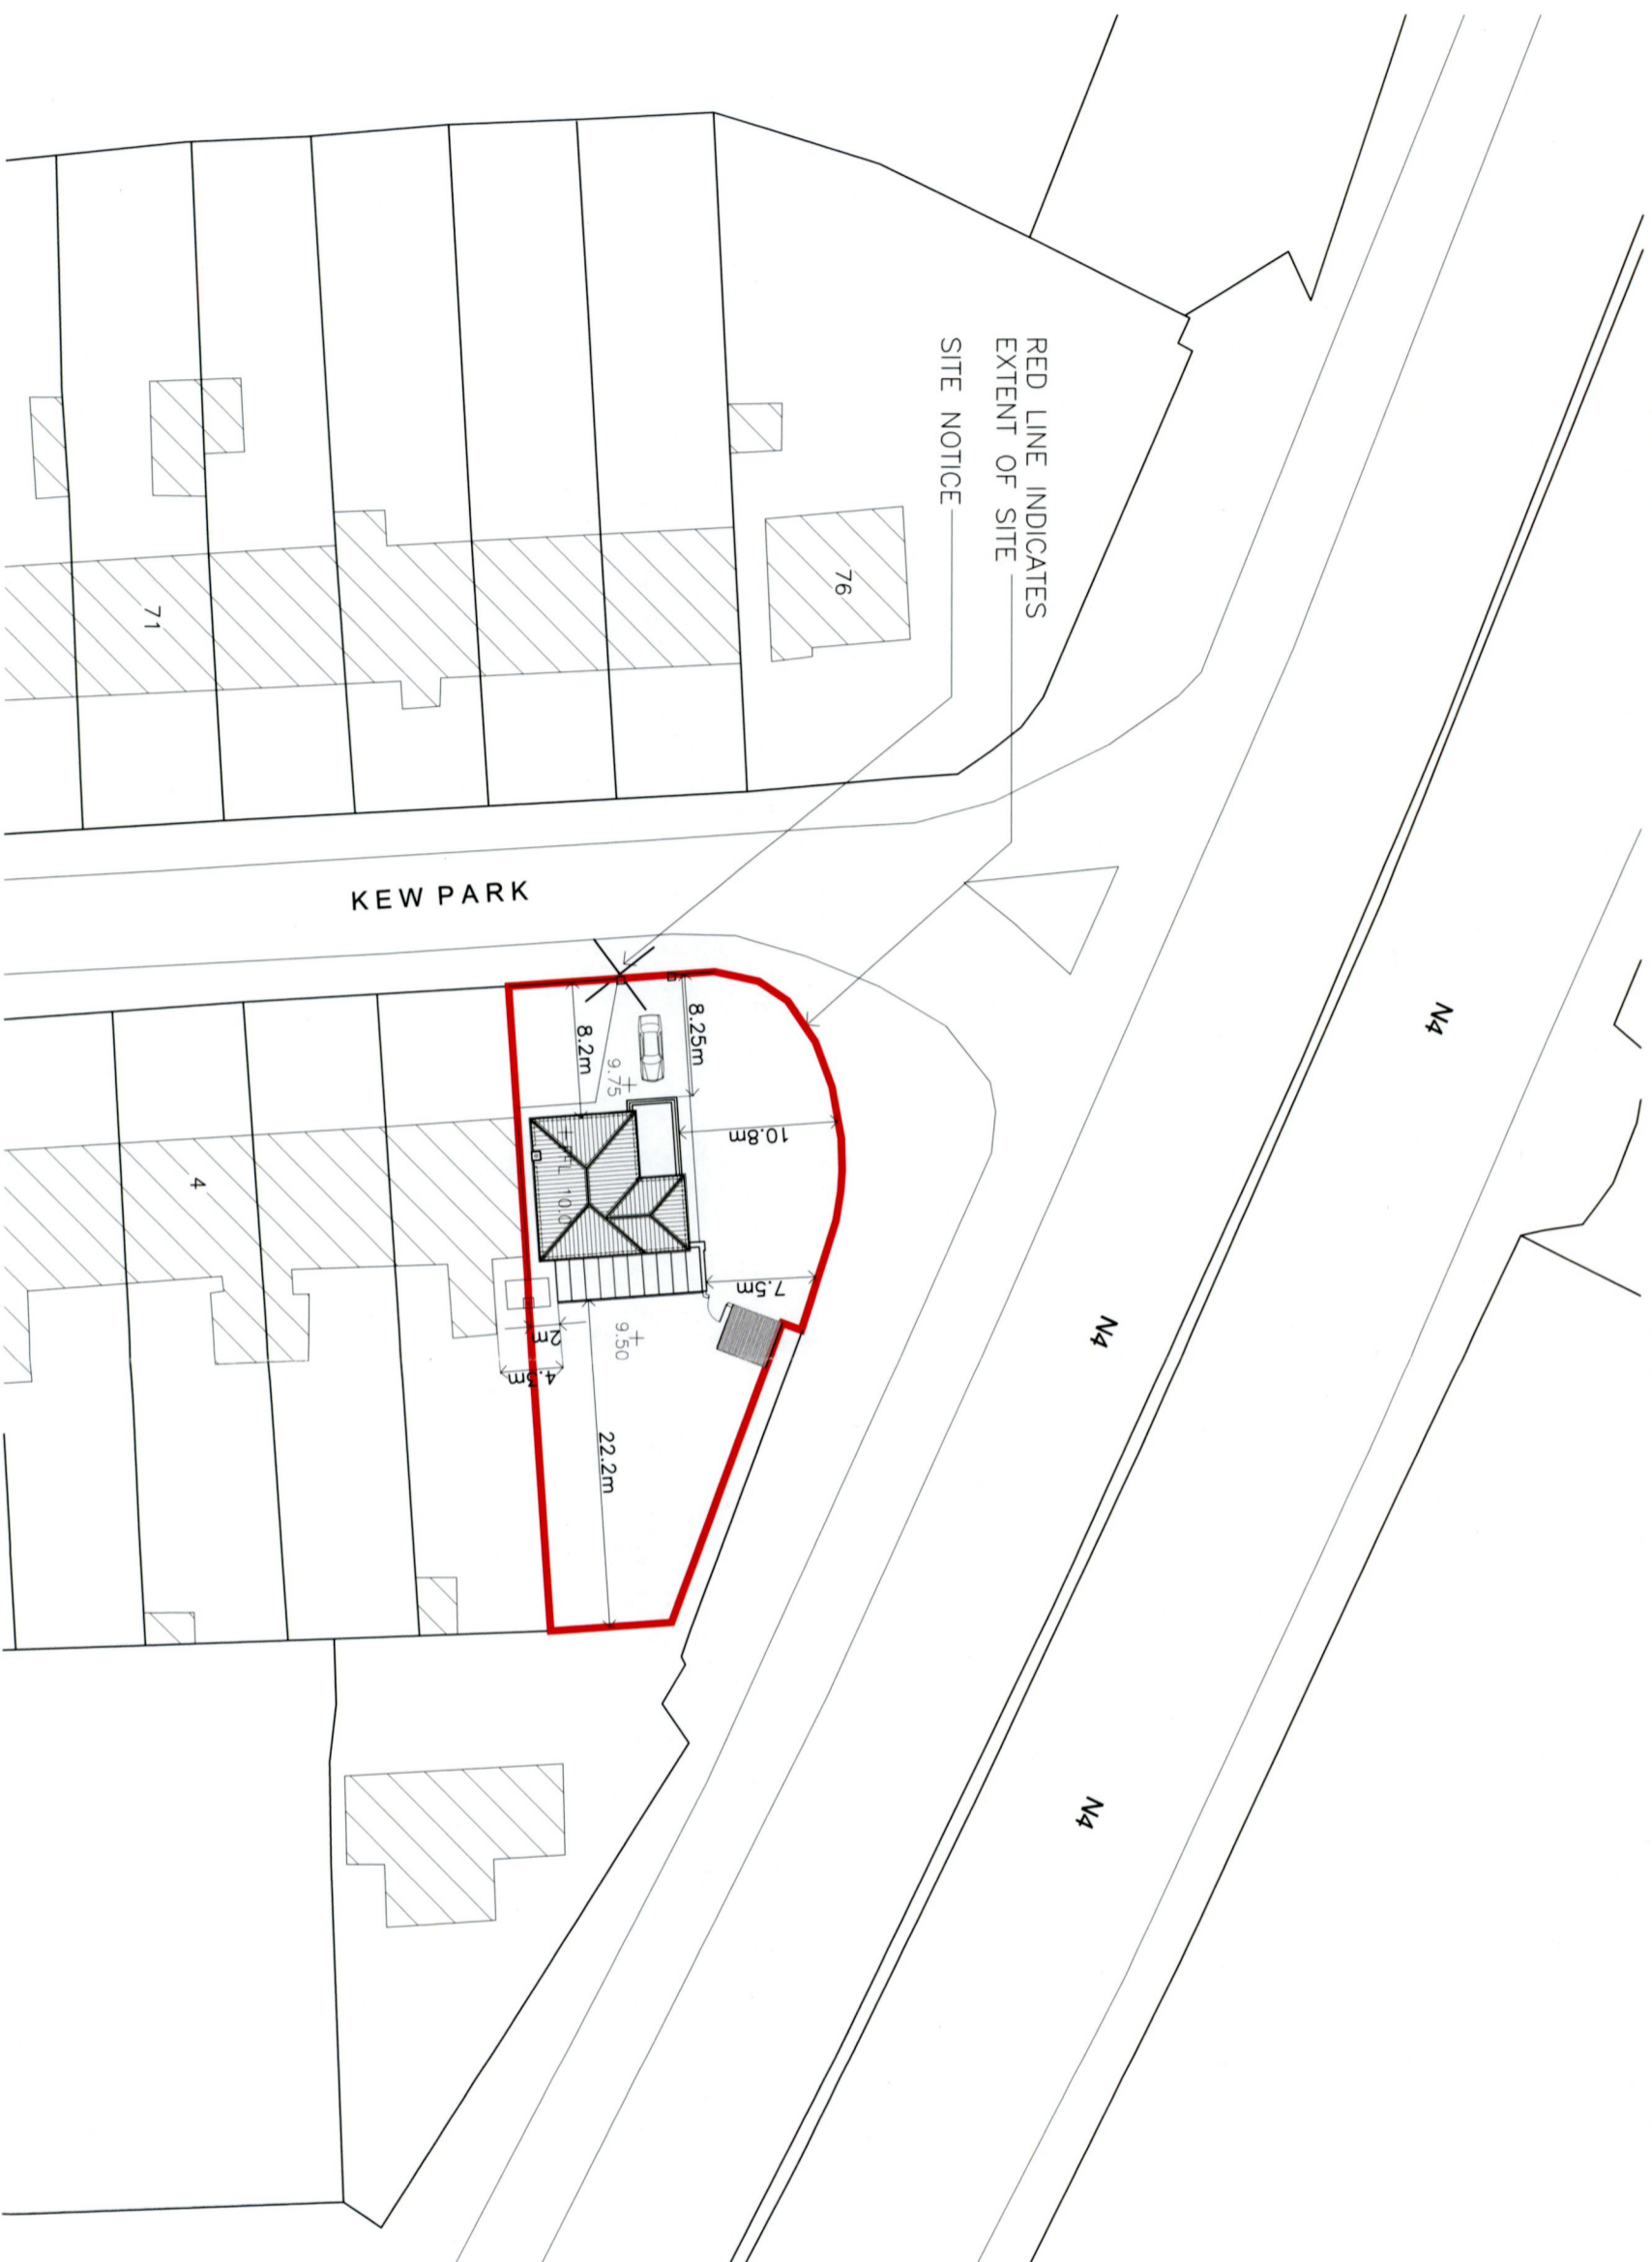 RED LINE INDICATES
EXTENT OF SITE
SITE NOTICE
76
71
KEW PARK
N4
N4
N4
8.25m
8.2m
9.75
10.8m
4
7.5m
2m
9.50
4.3m
22.2m